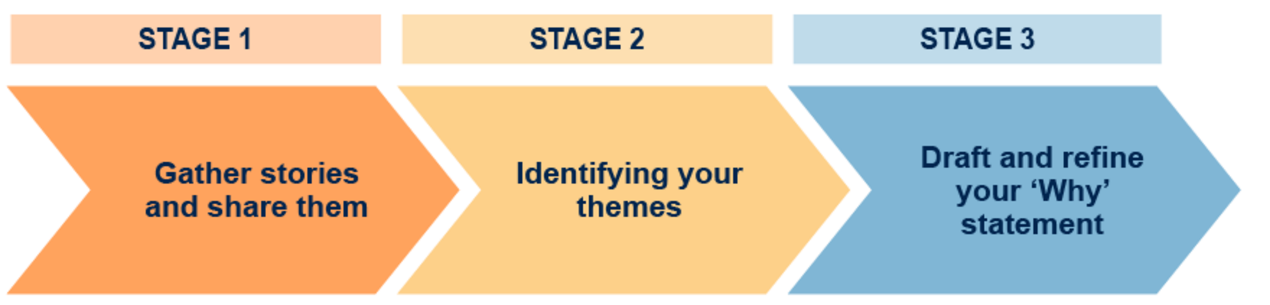 STAGE 1
STAGE 2
STAGE 3
Gather stories
and share them
Identifying your
themes
Draft and refine
your ‘Why’
statement